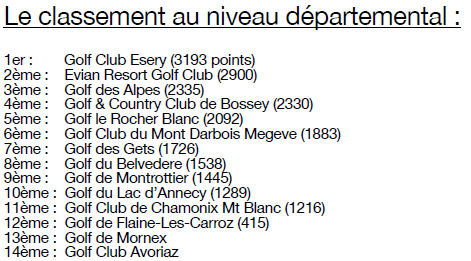 Le classement au niveau départemental :
1er : Golf Club Esery (3193 points)
2ème : Evian Resort Golf Club (2900)
3ème : Golf des Alpes (2335)
4ème : Golf & Country Club de Bossey (2330)
5ème : Golf le Rocher Blanc (2092)
6ème : Golf Club du Mont Darbois Megeve (1883)
7ème : Golf des Gets (1726)
8ème : Golf du Belvedere (1538)
9ème : Golf de Montrottier (1445)
10ème : Golf du Lac d'Annecy (1289)
11ème : Golf Club de Chamonix Mt Blanc (1216)
12ème : Golf de Flaine-Les-Carroz (415)
13ème : Golf de Mornex
14ème : Golf Club Avoriaz